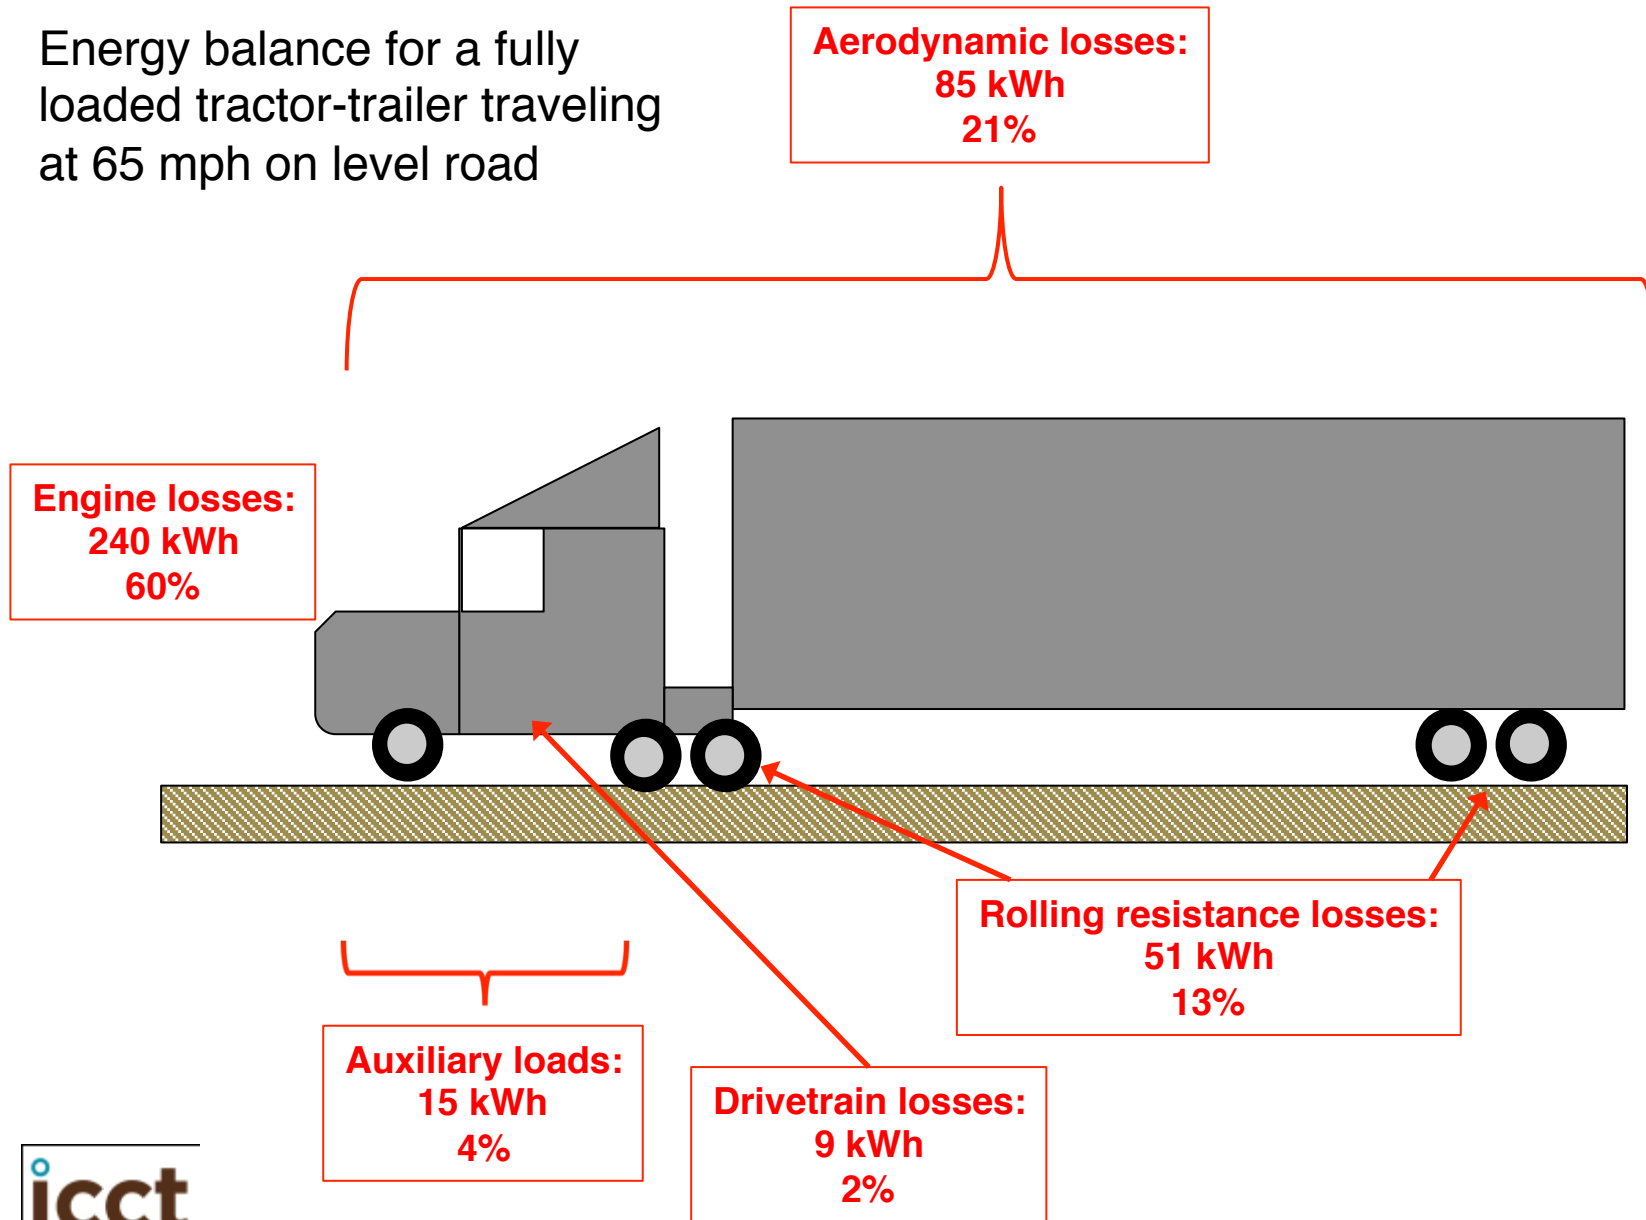 Energy balance for a fully
loaded tractor-trailer traveling
at 65 mph on level road
Aerodynamic losses:
85 kWh
21%
Engine losses:
240 kWh
60%
Rolling resistance losses:
51 kWh
13%
Auxiliary loads:
15 kWh
4%
Drivetrain losses:
9 kWh
2%
icct